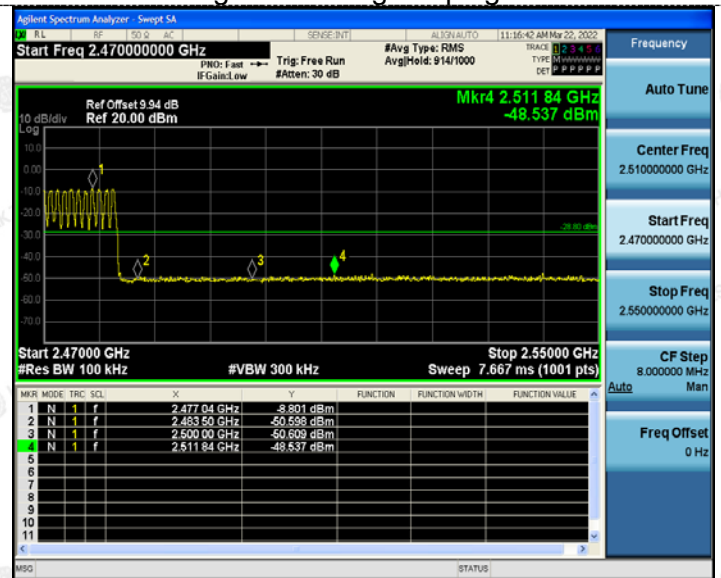 Agilent Spectrum Analyzer - Swept SA
RL RF 50 Ω AC SENSE:INT ALIGNAUTO 11:16:42 AM Mar 22, 2022
Start Freq 2.470000000 GHz
PNO: Fast
IFGain:Low
Trig: Free Run
#Atten: 30 dB
#Avg Type: RMS
Avg|Hold: 914/1000
TRACE 1 2 3 4 5 6
TYPE M
DET P P P P P P
Frequency
Ref Offset 9.94 dB
10 dB/div Ref 20.00 dBm
Log
Mkr4 2.511 84 GHz
-48.537 dBm
10.0
0.00
-10.0
-20.0
-30.0
-40.0
-50.0
-60.0
-70.0
1
2
3
4
-28.80 dBm
Start 2.47000 GHz Stop 2.55000 GHz
#Res BW 100 kHz #VBW 300 kHz Sweep 7.667 ms (1001 pts)
MKR MODE TRC SCL X Y FUNCTION FUNCTION WIDTH FUNCTION VALUE
1 N 1 f 2.477 04 GHz -8.801 dBm
2 N 1 f 2.483 50 GHz -50.598 dBm
3 N 1 f 2.500 00 GHz -50.609 dBm
4 N 1 f 2.511 84 GHz -48.537 dBm
5
6
7
8
9
10
11
MSG STATUS
Auto Tune
Center Freq
2.510000000 GHz
Start Freq
2.470000000 GHz
Stop Freq
2.550000000 GHz
CF Step
8.000000 MHz
Auto Man
Freq Offset
0 Hz